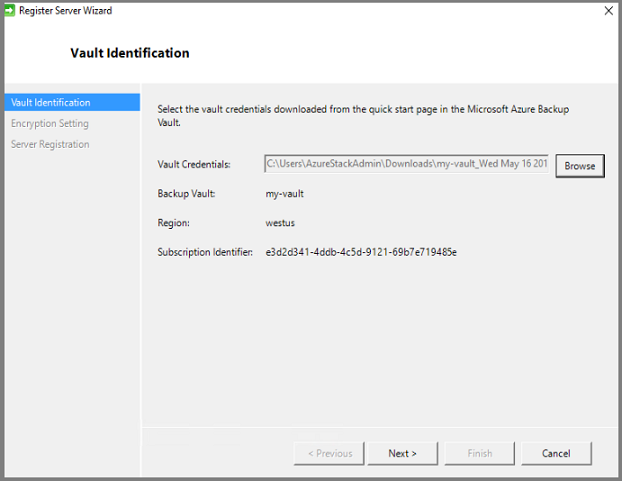 Register Server Wizard
Vault Identification
Vault Identification
Encryption Setting
Server Registration
Select the vault credentials downloaded from the quick start page in the Microsoft Azure Backup
Vault.
Vault Credentials: C:\Users\AzureStackAdmin\Downloads\my-vault_Wed May 16 201 Browse
Backup Vault: my-vault
Region: westus
Subscription Identifier: e3d2d341-4ddb-4c5d-9121-69b7e719485e
< Previous Next > Finish Cancel